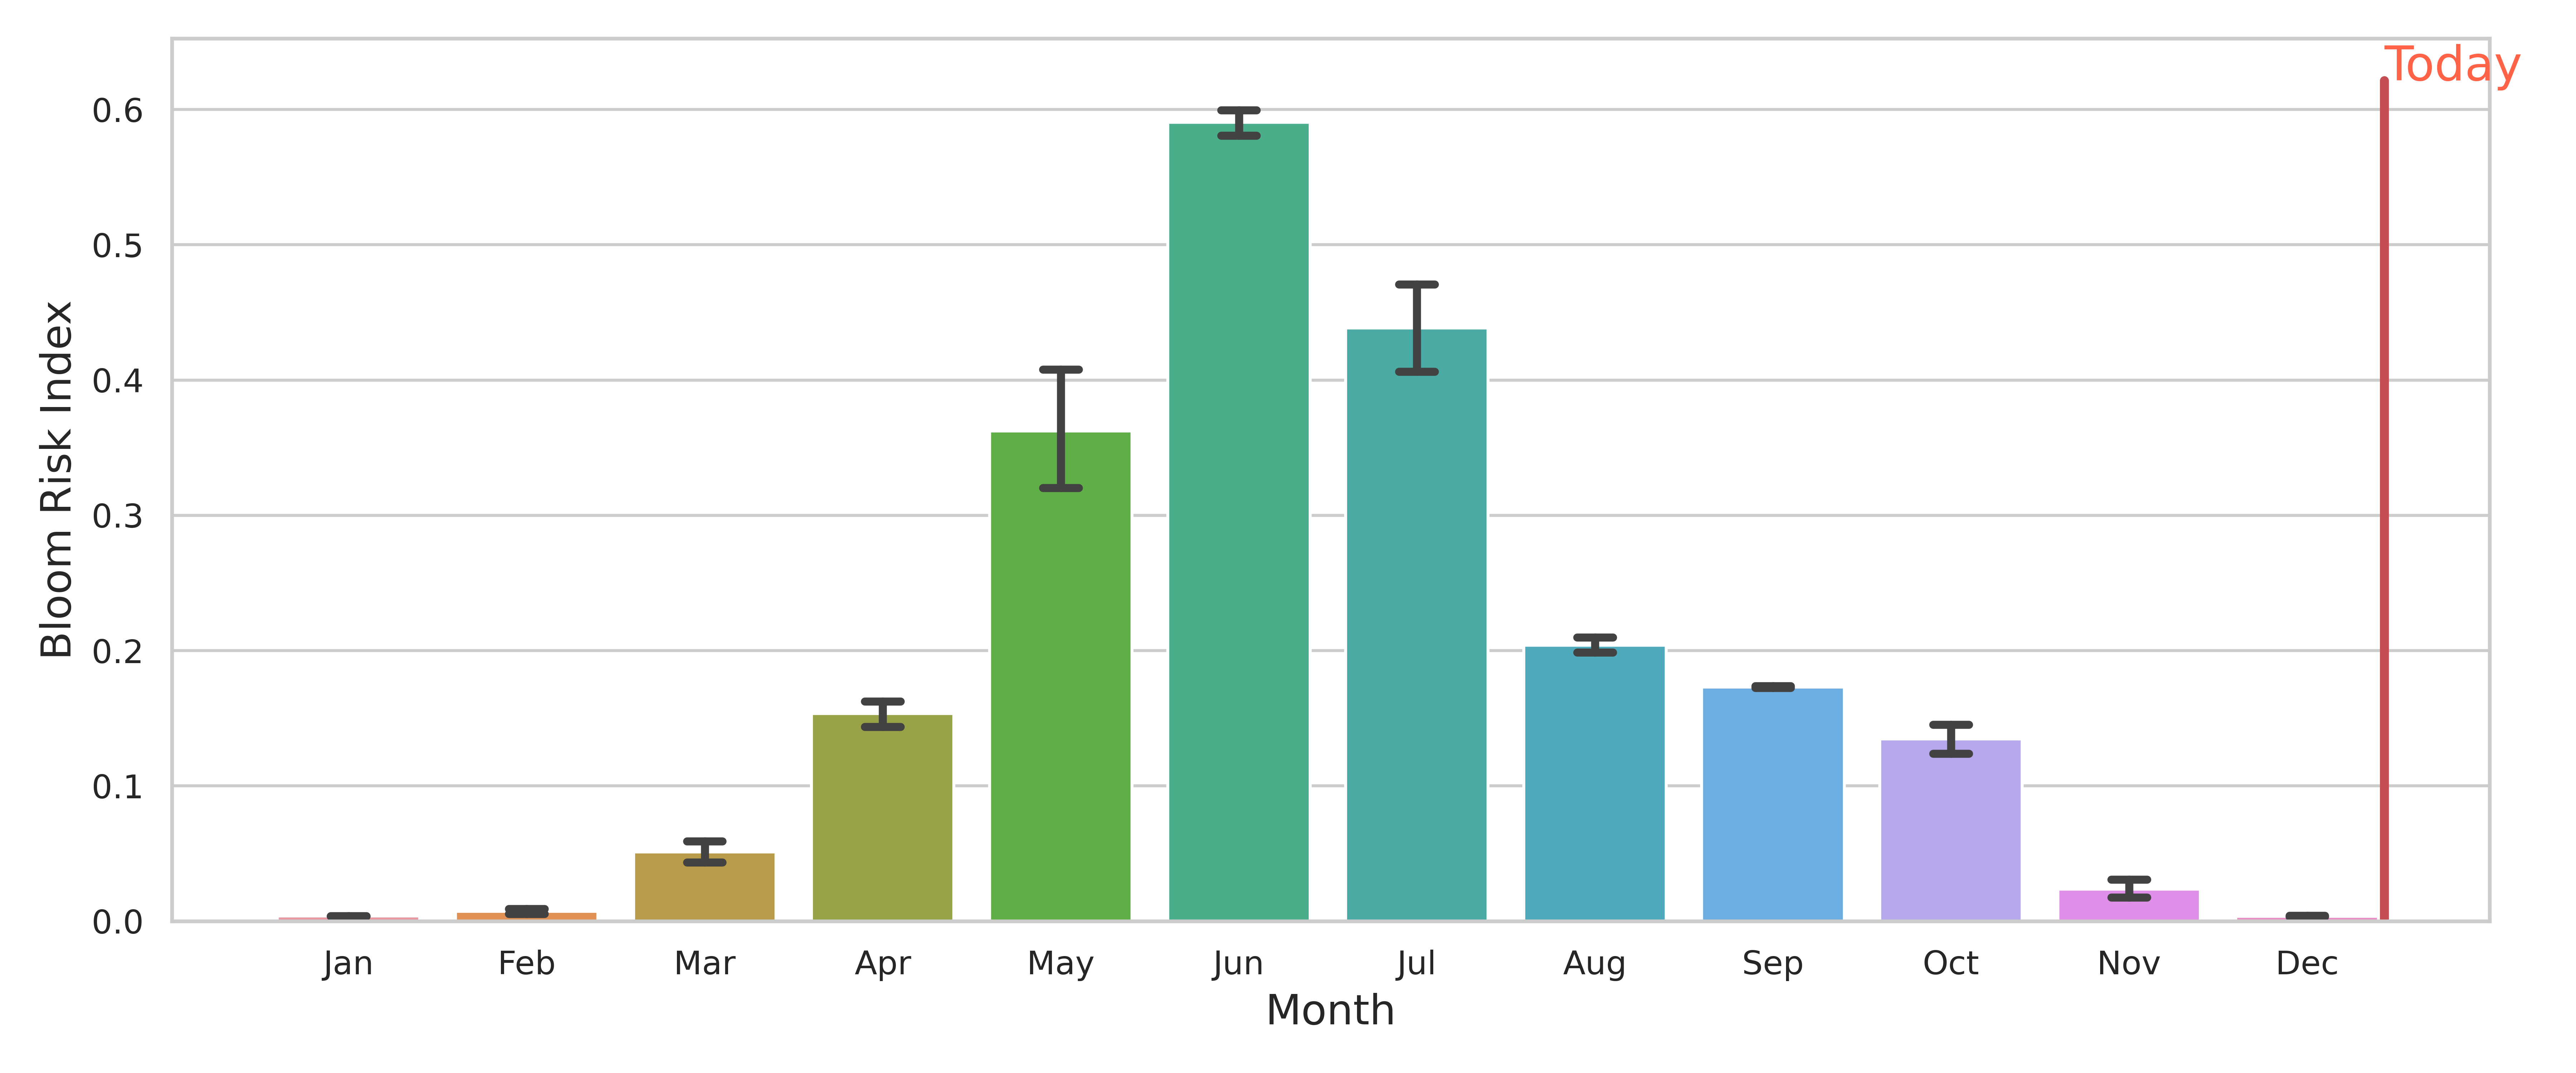 Today
Bloom Risk Index
0.6
0.5
0.4
0.3
0.2
0.1
0.0
Jan Feb Mar Apr May Jun Jul Aug Sep Oct Nov Dec
Month